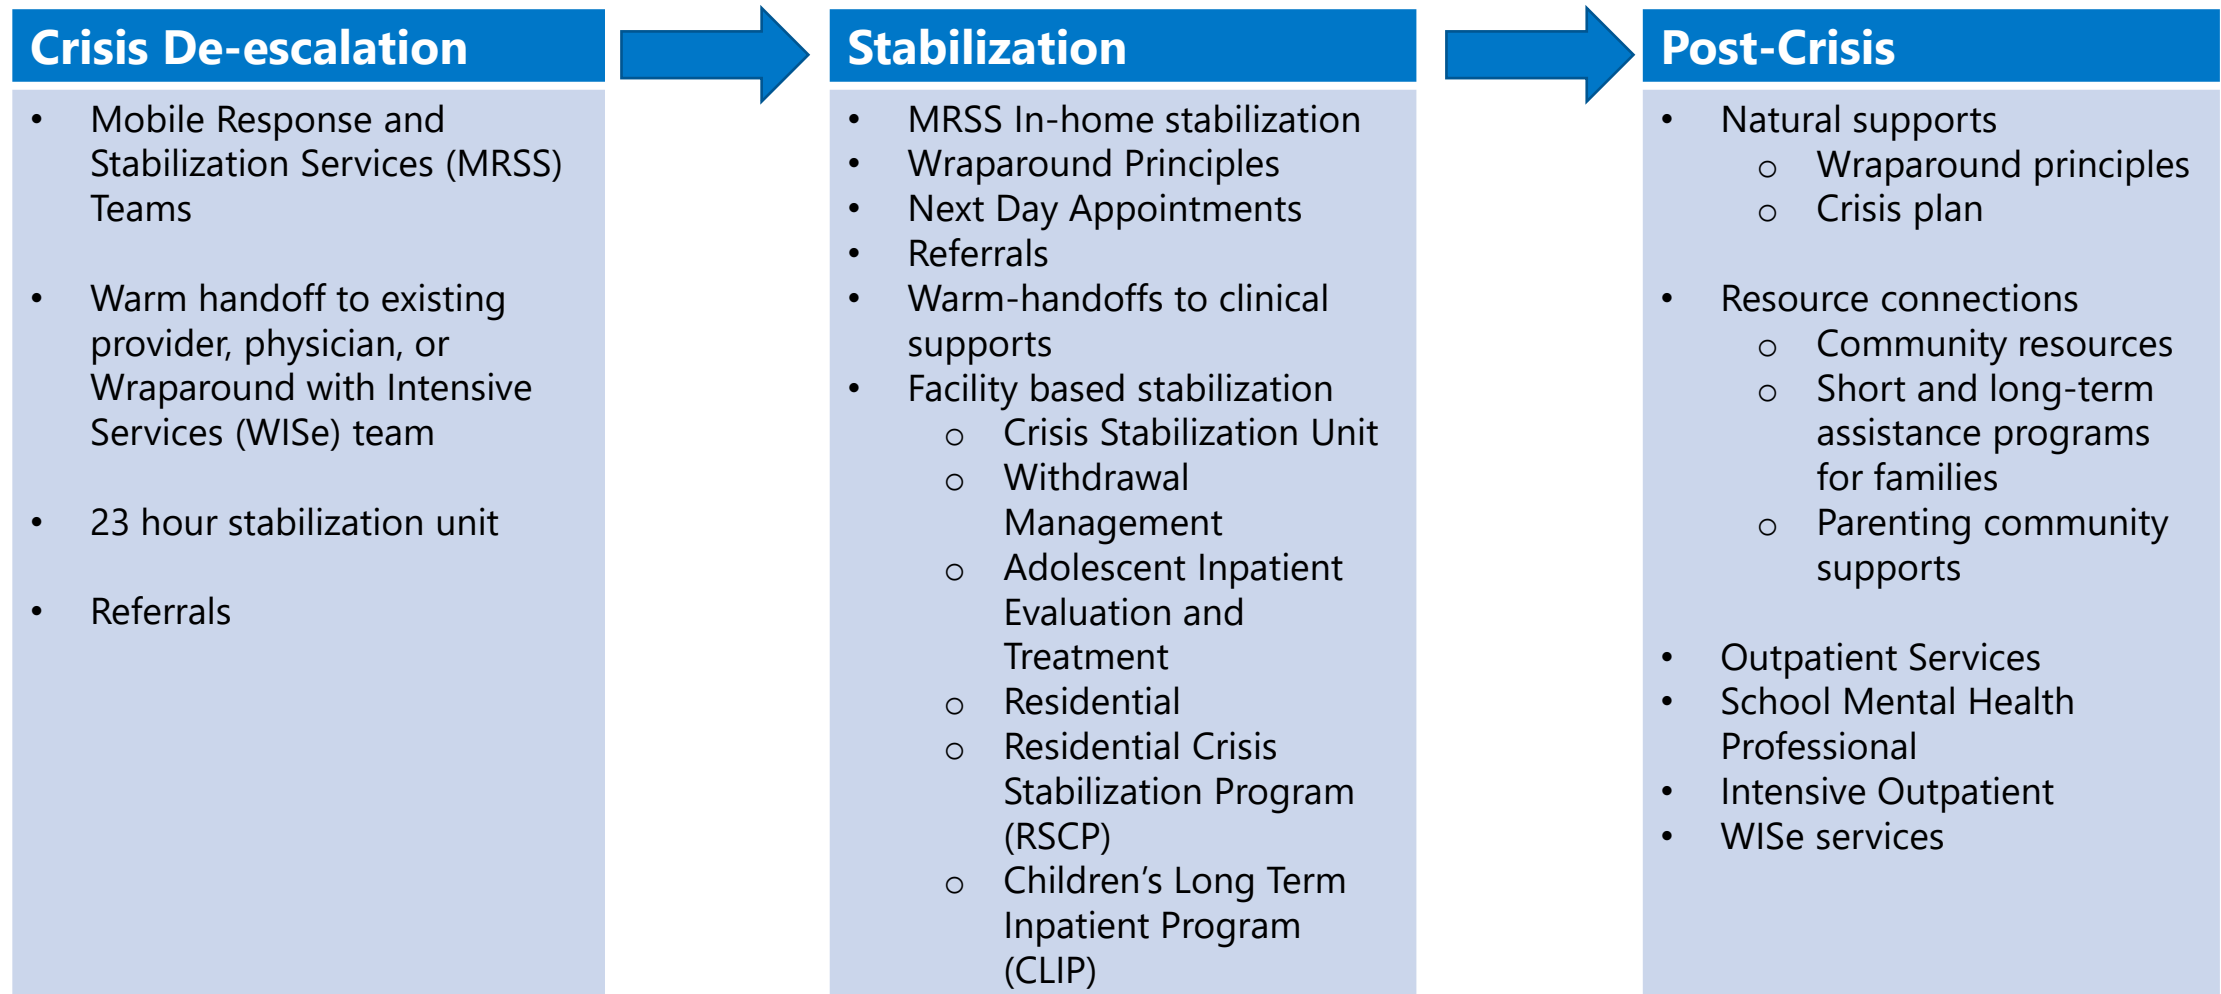 Crisis De-escalation
• Mobile Response and
Stabilization Services (MRSS)
Teams
• Warm handoff to existing
provider, physician, or
Wraparound with Intensive
Services (WISe) team
• 23 hour stabilization unit
• Referrals
Stabilization
• MRSS In-home stabilization
• Wraparound Principles
• Next Day Appointments
• Referrals
• Warm-handoffs to clinical
supports
• Facility based stabilization
o Crisis Stabilization Unit
o Withdrawal
Management
o Adolescent Inpatient
Evaluation and
Treatment
o Residential
o Residential Crisis
Stabilization Program
(RSCP)
o Children’s Long Term
Inpatient Program
(CLIP)
Post-Crisis
• Natural supports
o Wraparound principles
o Crisis plan
• Resource connections
o Community resources
o Short and long-term
assistance programs
for families
o Parenting community
supports
• Outpatient Services
• School Mental Health
Professional
• Intensive Outpatient
• WISe services